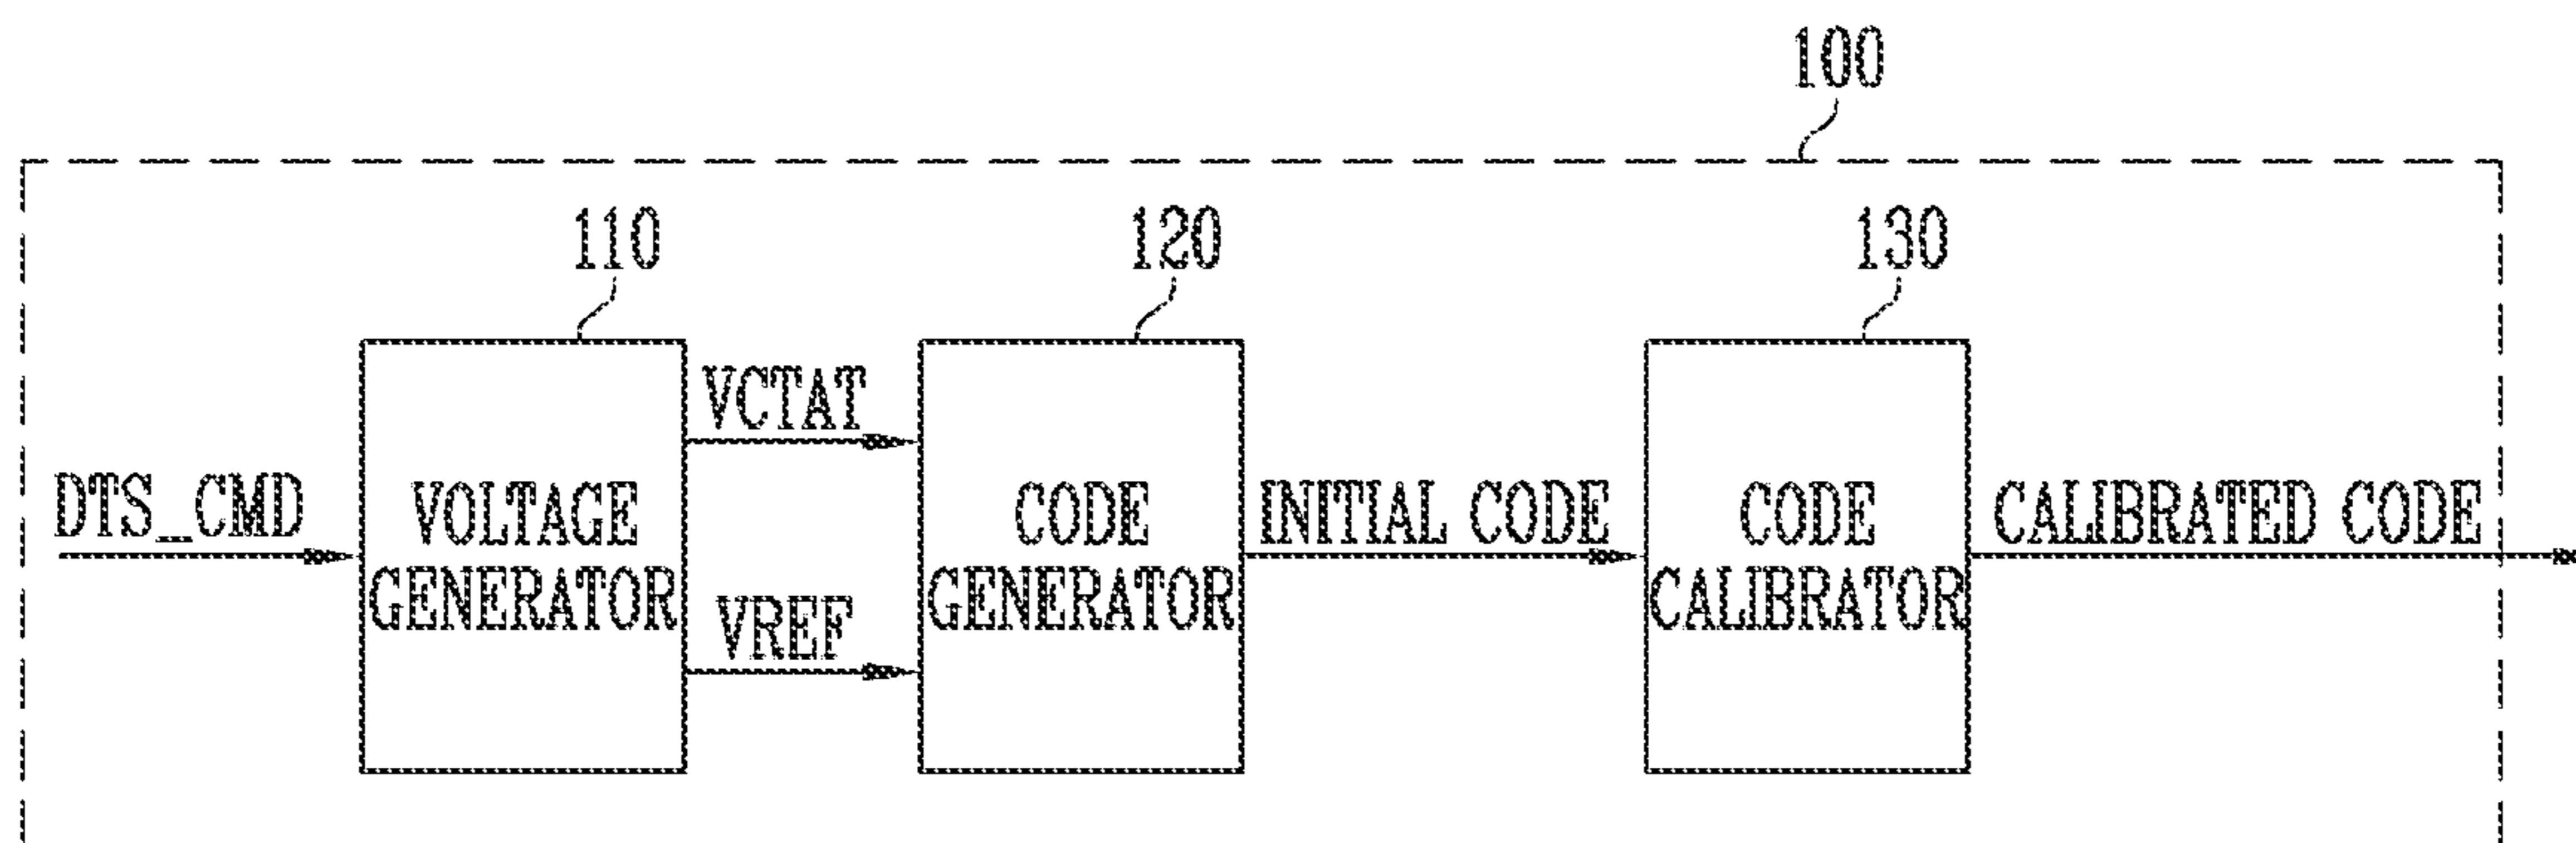 100
110
120
130
VCTAT
DTS_CMD
VOLTAGE
GENERATOR
CODE
GENERATOR
INITIAL CODE
CODE
CALIBRATOR
CALIBRATED CODE
VREF